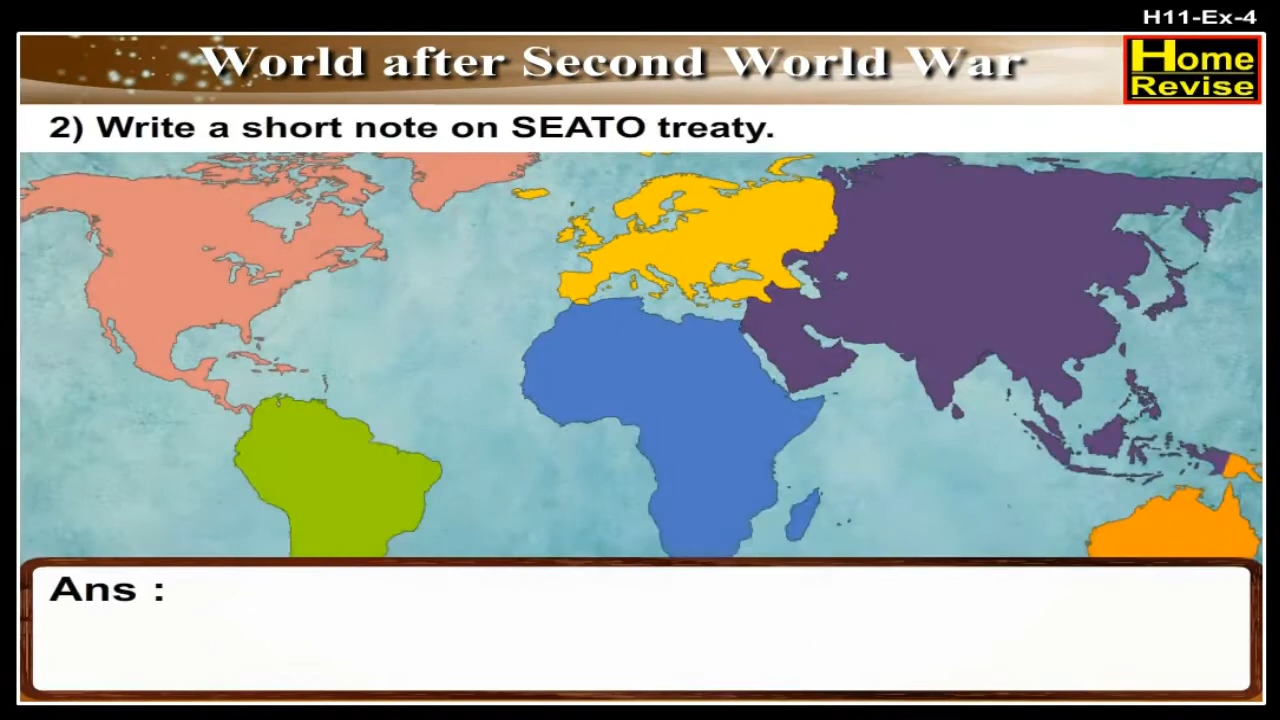 H11-Ex-4
World after Second World War
Home
Revise
2) Write a short note on SEATO treaty.
Ans :